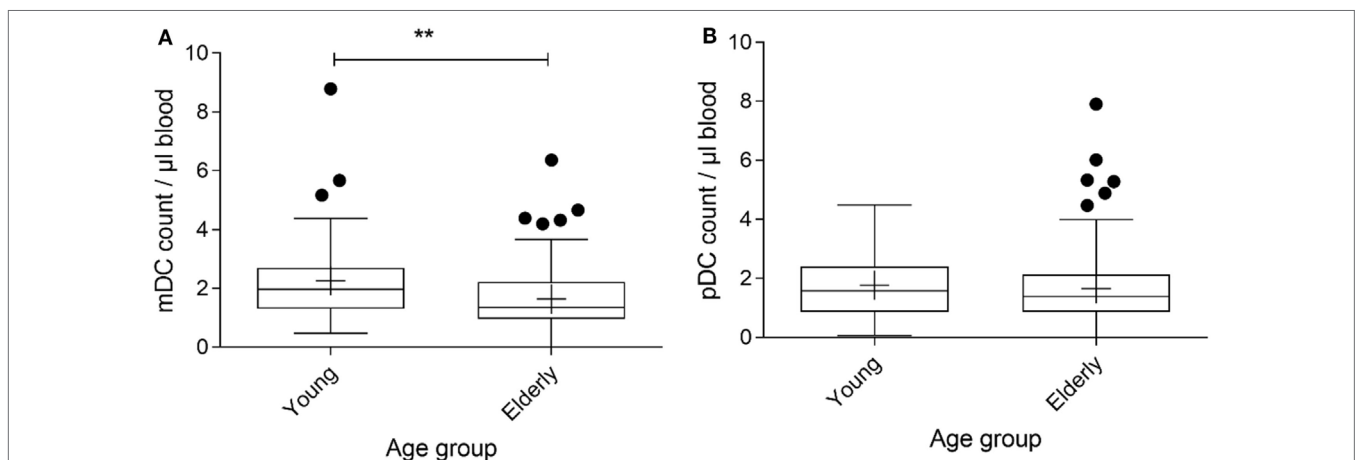 A
**
mDC count / µl blood
10
8
6
4
2
0
Young
Elderly
Age group
B
pDC count / µl blood
10
8
6
4
2
0
Young
Elderly
Age group